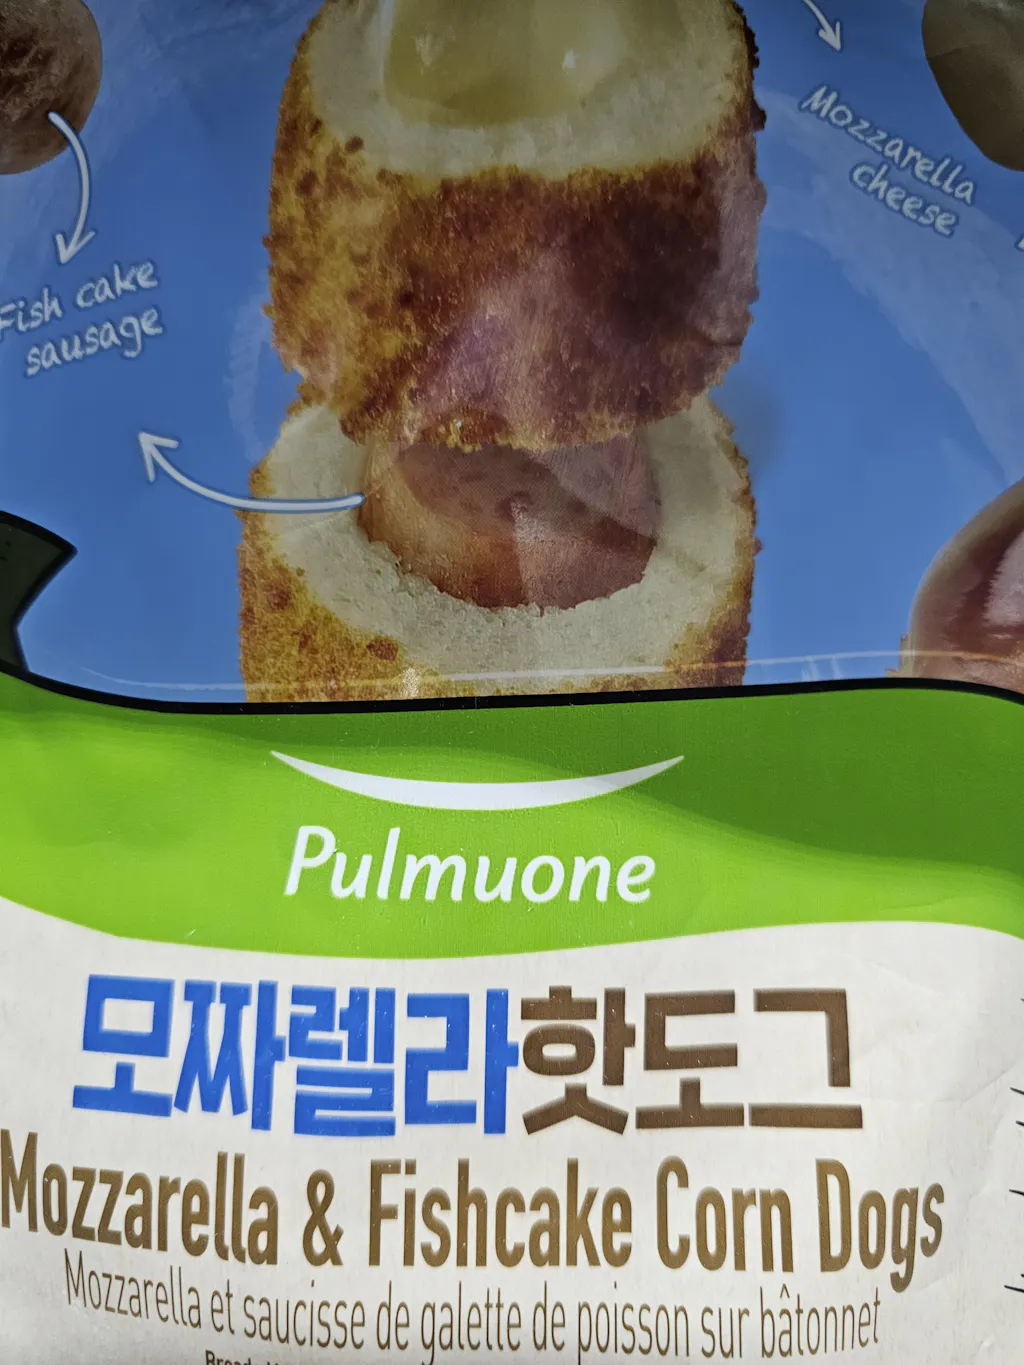 Mozzarella
cheese
Fish cake
sausage
Pulmuone
모짜렐라핫도그
Mozzarella & Fishcake Corn Dogs
Mozzarella et saucisse de galette de poisson sur bâtonnet